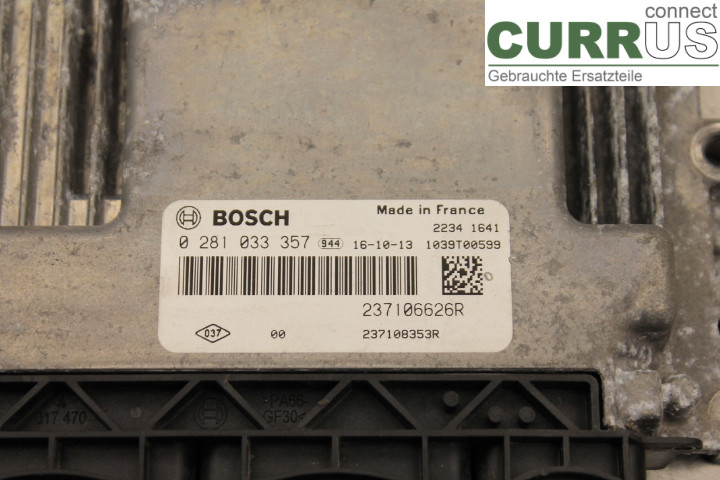 connect
CURRUS
Gebrauchte Ersatzteile
BOSCH
Made in France
2234 1641
0 281 033 357 944 16-10-13 1039T00599
237106626R
037 00 237108353R
>PA66-
GF30<
017 470